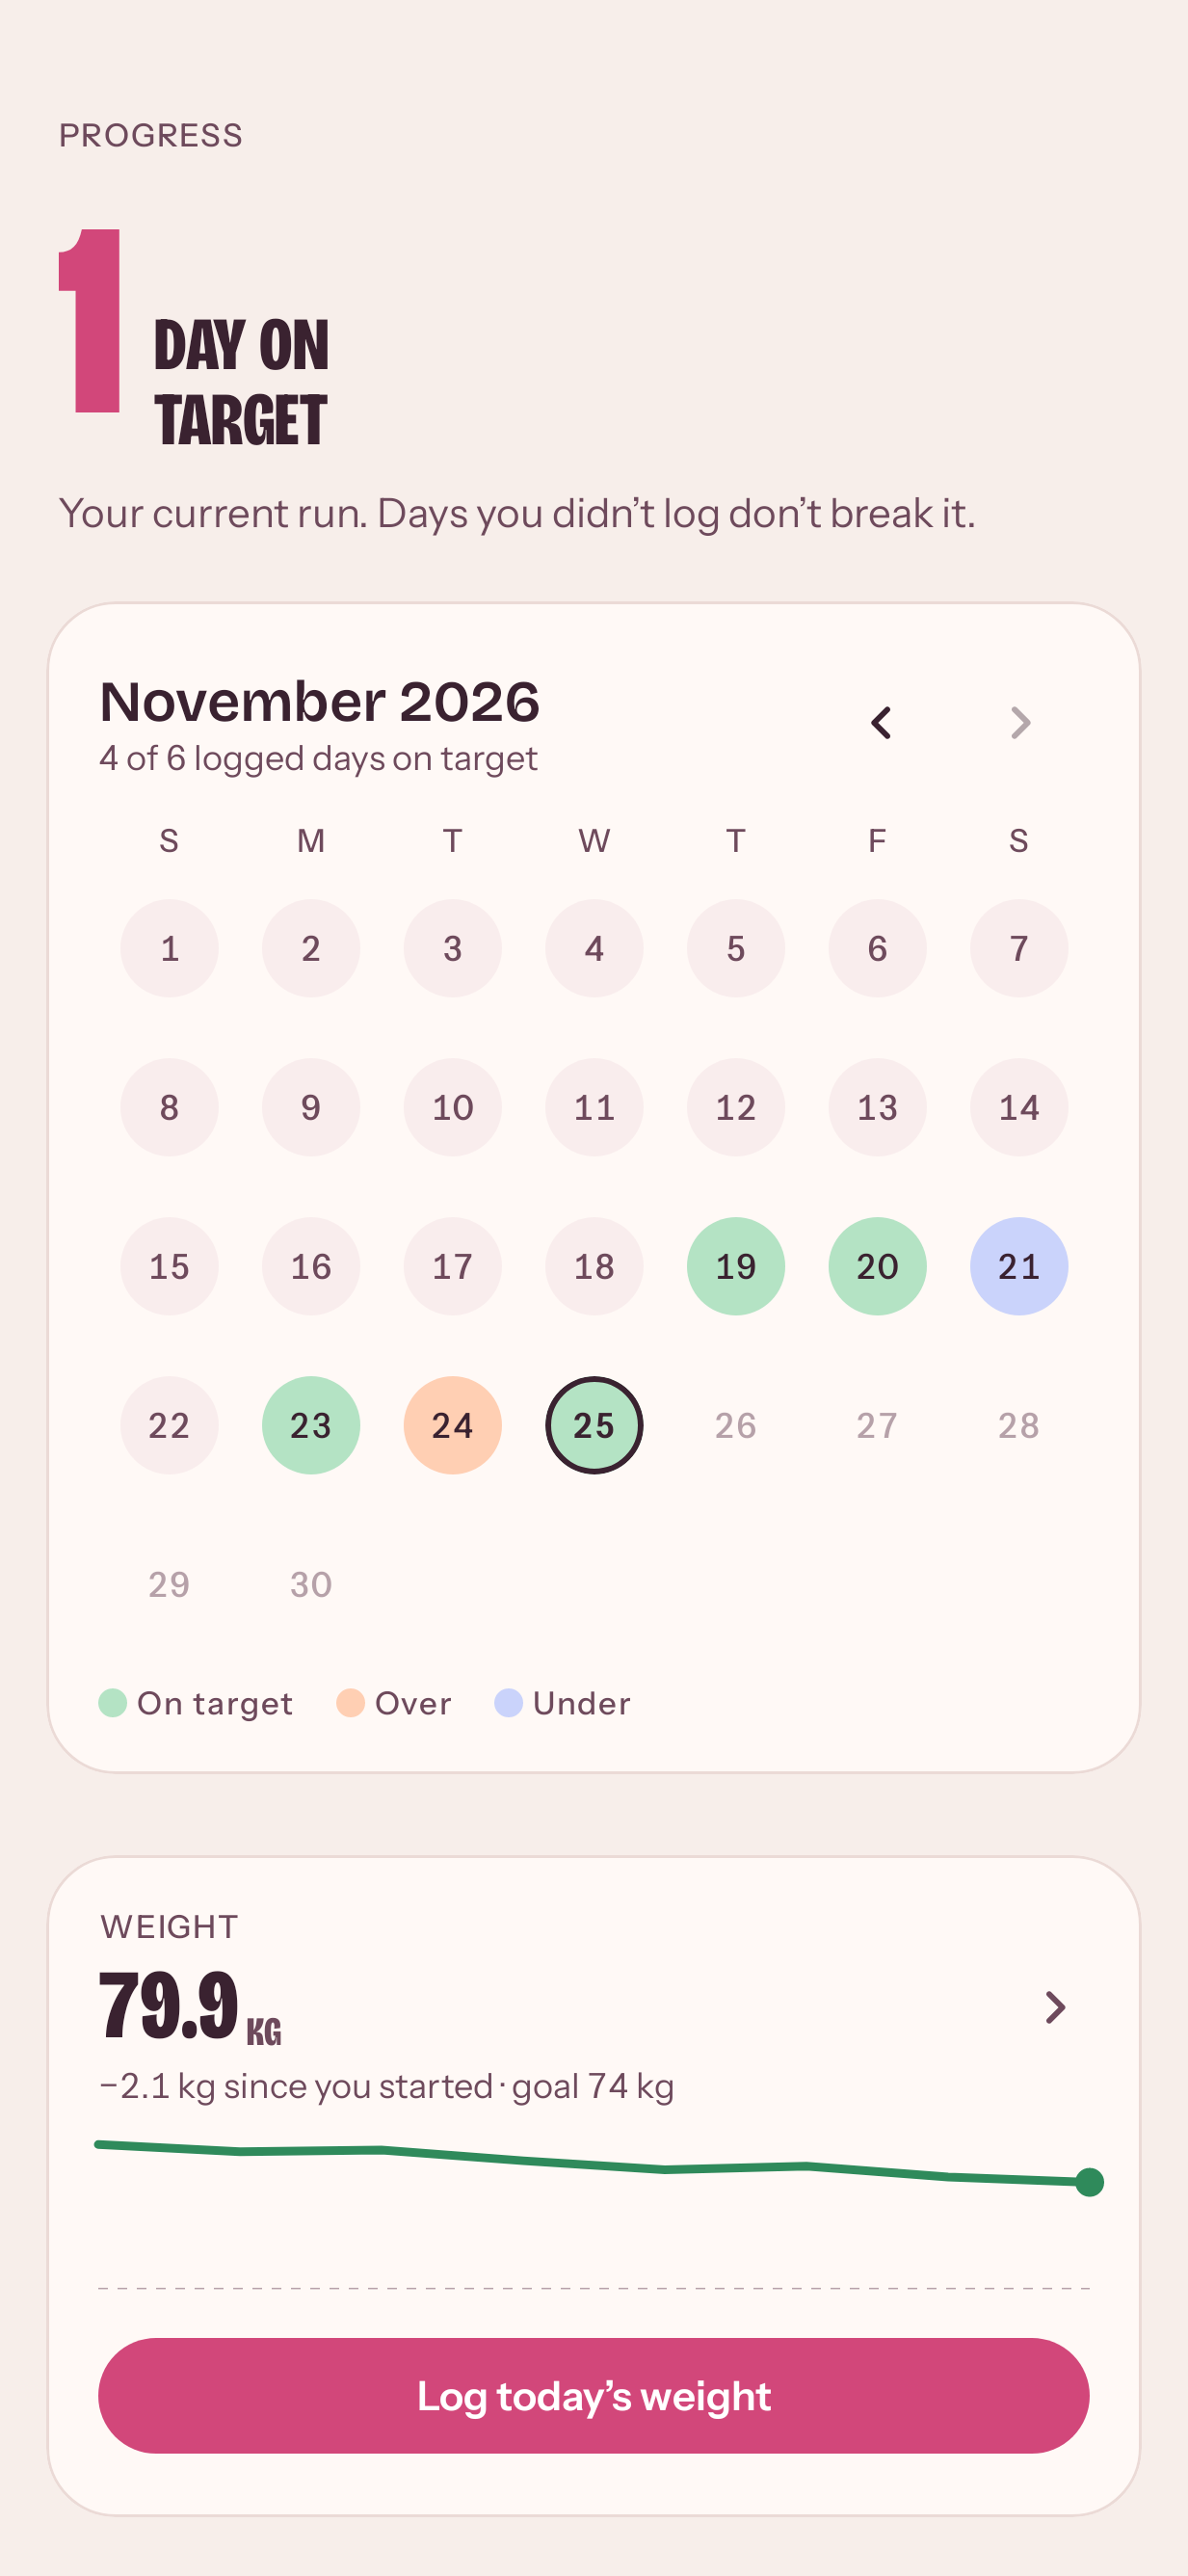 PROGRESS
1
DAY ON
TARGET
Your current run. Days you didn’t log don’t break it.
November 2026
4 of 6 logged days on target
S M T W T F S
1 2 3 4 5 6 7
8 9 10 11 12 13 14
15 16 17 18 19 20 21
22 23 24 25 26 27 28
29 30
On target Over Under
WEIGHT
79.9 KG
−2.1 kg since you started · goal 74 kg
Log today’s weight